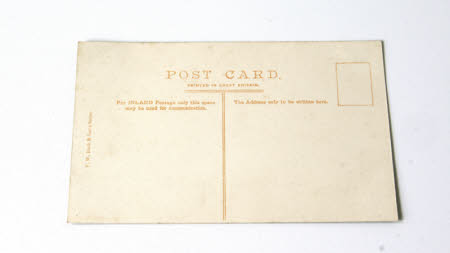 POST CARD.
PRINTED IN GREAT BRITAIN.
For INLAND Postage only this space
may be used for communication.
The Address only to be written here.